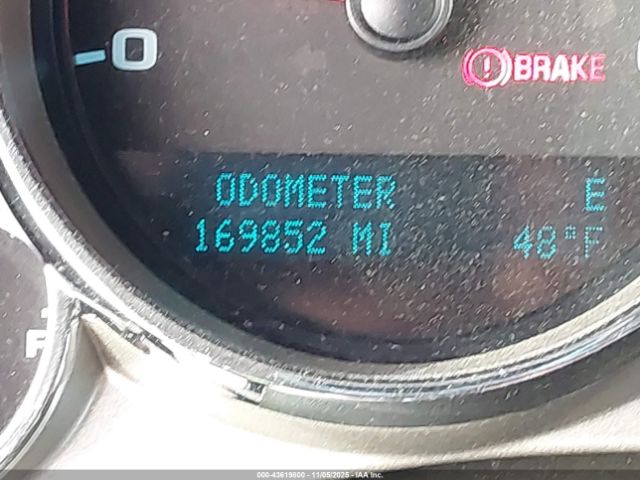 0
BRAKE
ODOMETER E
169852 MI 48°F
000-43619800 - 11/05/2025 - IAA Inc.